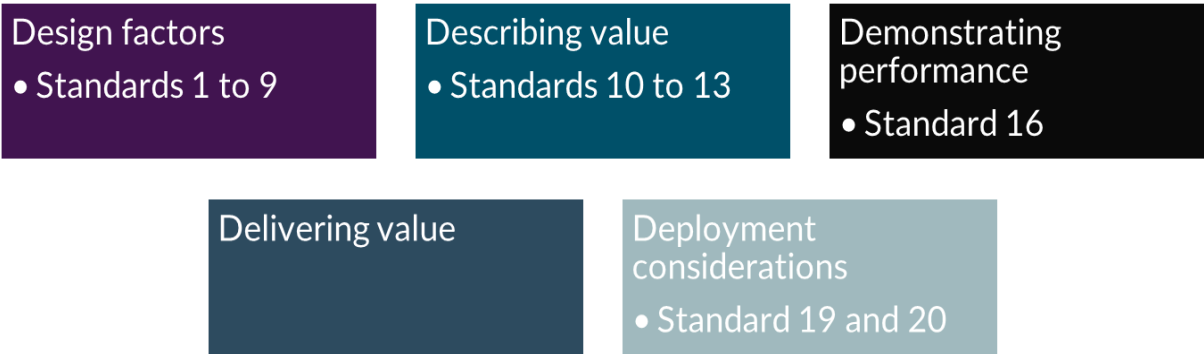 Design factors
• Standards 1 to 9
Describing value
• Standards 10 to 13
Demonstrating
performance
• Standard 16
Delivering value
Deployment
considerations
• Standard 19 and 20